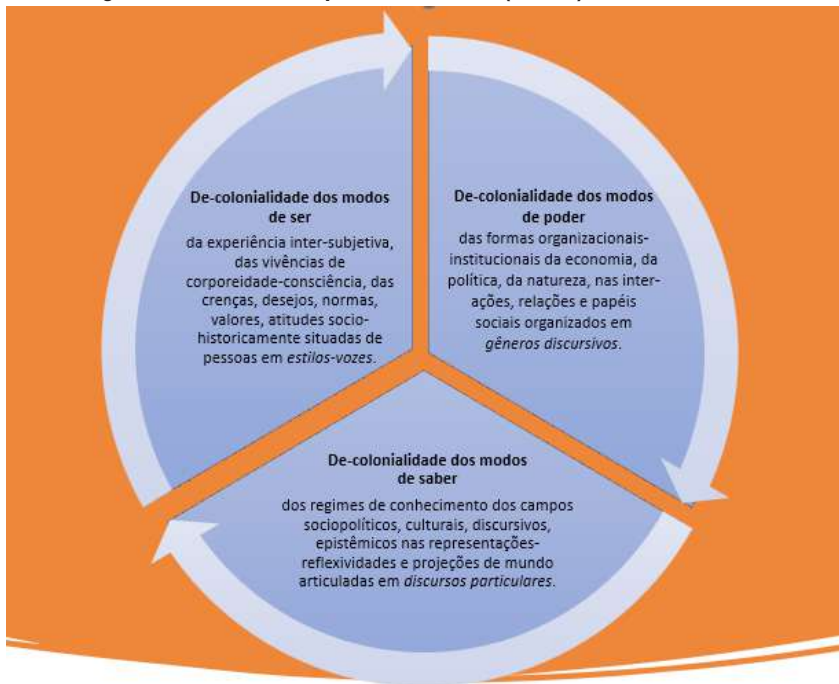 De-colonialidade dos modos
de ser
da experiência inter-subjetiva,
das vivências de
corporeidade-consciência, das
crenças, desejos, normas,
valores, atitudes socio-
historicamente situadas de
pessoas em estilos-vozes.
De-colonialidade dos modos
de poder
das formas organizacionais-
institucionais da economia, da
política, da natureza, nas inter-
ações, relações e papéis
sociais organizados em
gêneros discursivos.
De-colonialidade dos modos
de saber
dos regimes de conhecimento dos campos
sociopolíticos, culturais, discursivos,
epistêmicos nas representações-
reflexividades e projeções de mundo
articuladas em discursos particulares.